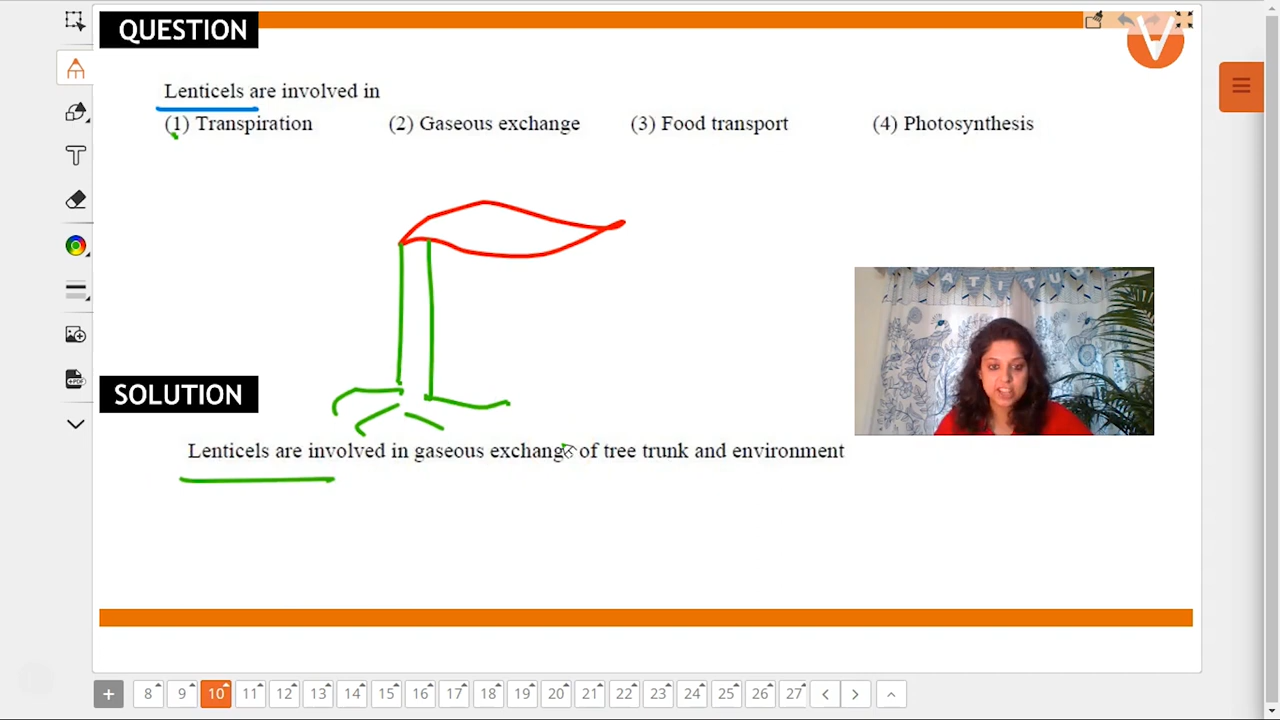 QUESTION
Lenticels are involved in
(1) Transpiration (2) Gaseous exchange (3) Food transport (4) Photosynthesis
RATITUD
SOLUTION
Lenticels are involved in gaseous exchange of tree trunk and environment
8 9 10 11 12 13 14 15 16 17 18 19 20 21 22 23 24 25 26 27